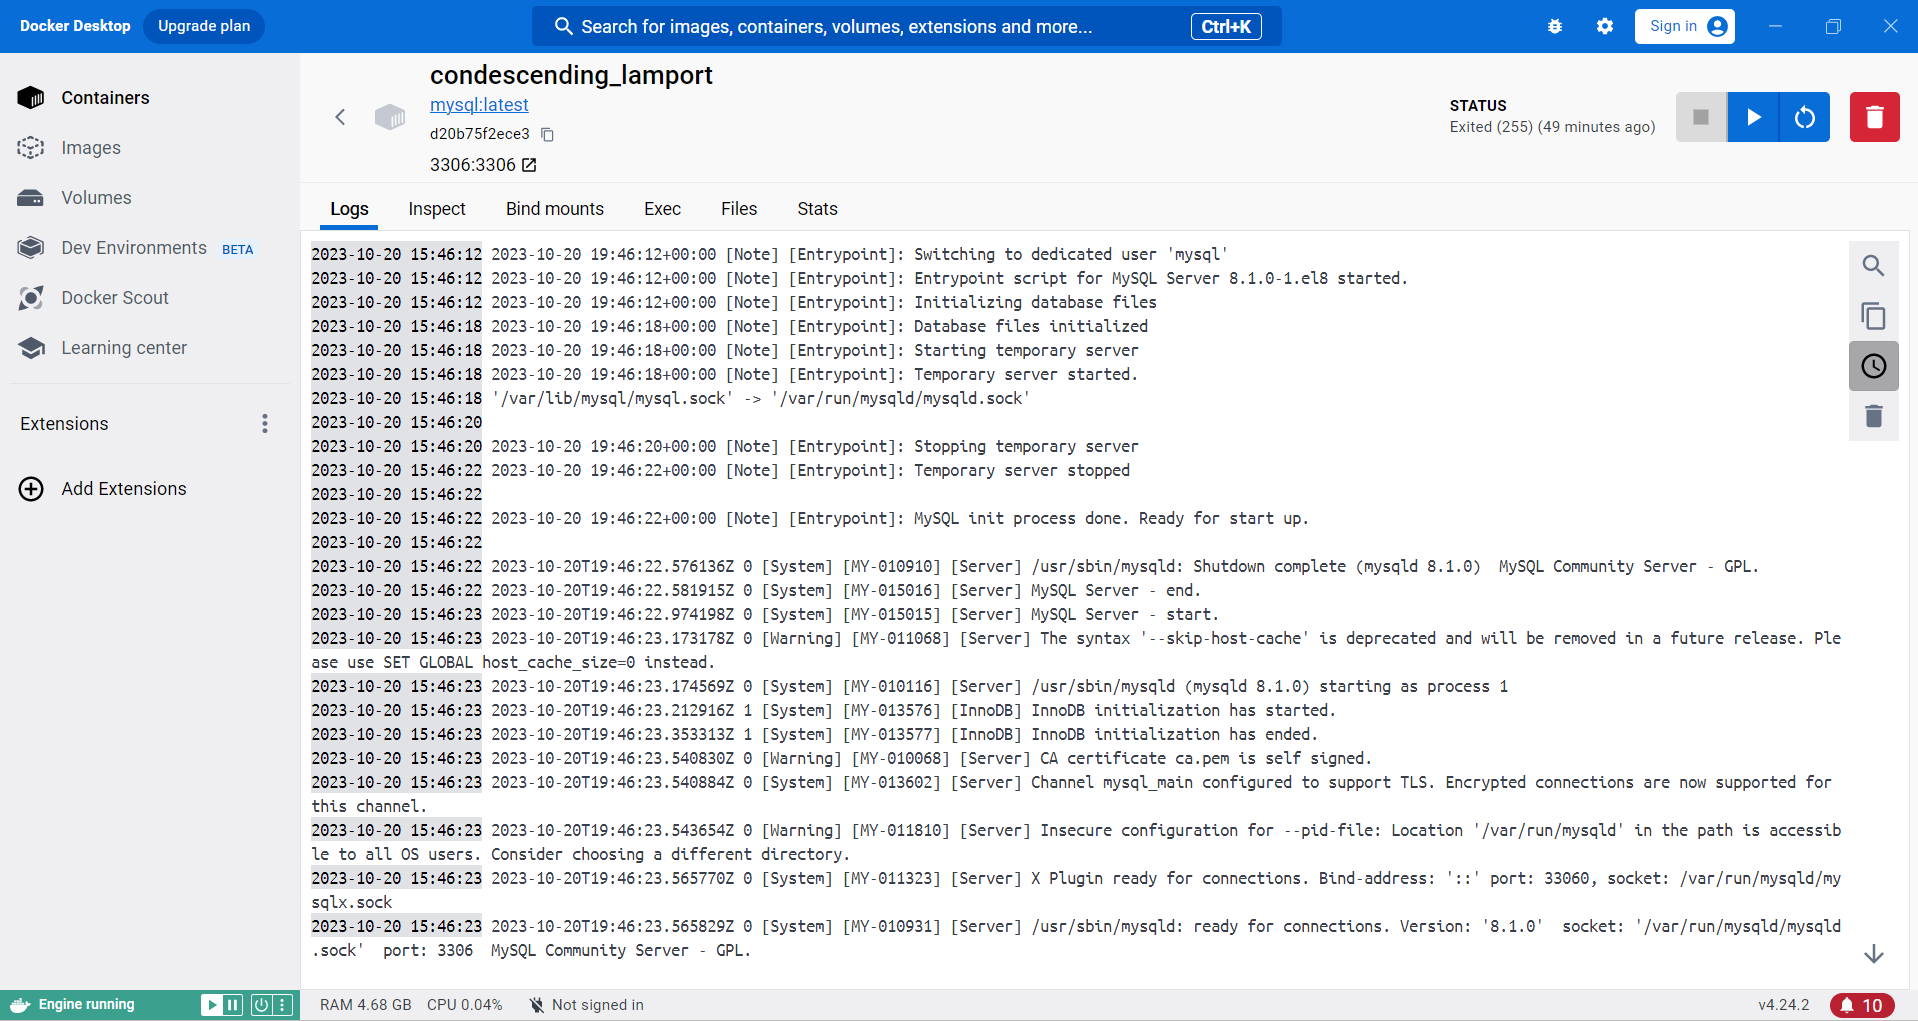 Docker Desktop Upgrade plan Search for images, containers, volumes, extensions and more... Ctrl+K Sign in
Containers
Images
Volumes
Dev Environments BETA
Docker Scout
Learning center
Extensions
Add Extensions
condescending_lamport
mysql:latest
d20b75f2ece3
3306:3306
STATUS
Exited (255) (49 minutes ago)
Logs Inspect Bind mounts Exec Files Stats
2023-10-20 15:46:12 2023-10-20 19:46:12+00:00 [Note] [Entrypoint]: Switching to dedicated user 'mysql'
2023-10-20 15:46:12 2023-10-20 19:46:12+00:00 [Note] [Entrypoint]: Entrypoint script for MySQL Server 8.1.0-1.el8 started.
2023-10-20 15:46:12 2023-10-20 19:46:12+00:00 [Note] [Entrypoint]: Initializing database files
2023-10-20 15:46:18 2023-10-20 19:46:18+00:00 [Note] [Entrypoint]: Database files initialized
2023-10-20 15:46:18 2023-10-20 19:46:18+00:00 [Note] [Entrypoint]: Starting temporary server
2023-10-20 15:46:18 2023-10-20 19:46:18+00:00 [Note] [Entrypoint]: Temporary server started.
2023-10-20 15:46:18 '/var/lib/mysql/mysql.sock' -> '/var/run/mysqld/mysqld.sock'
2023-10-20 15:46:20
2023-10-20 15:46:20 2023-10-20 19:46:20+00:00 [Note] [Entrypoint]: Stopping temporary server
2023-10-20 15:46:22 2023-10-20 19:46:22+00:00 [Note] [Entrypoint]: Temporary server stopped
2023-10-20 15:46:22
2023-10-20 15:46:22 2023-10-20 19:46:22+00:00 [Note] [Entrypoint]: MySQL init process done. Ready for start up.
2023-10-20 15:46:22
2023-10-20 15:46:22 2023-10-20T19:46:22.576136Z 0 [System] [MY-010910] [Server] /usr/sbin/mysqld: Shutdown complete (mysqld 8.1.0)  MySQL Community Server - GPL.
2023-10-20 15:46:22 2023-10-20T19:46:22.581915Z 0 [System] [MY-015016] [Server] MySQL Server - end.
2023-10-20 15:46:23 2023-10-20T19:46:22.974198Z 0 [System] [MY-015015] [Server] MySQL Server - start.
2023-10-20 15:46:23 2023-10-20T19:46:23.173178Z 0 [Warning] [MY-011068] [Server] The syntax '--skip-host-cache' is deprecated and will be removed in a future release. Ple
ase use SET GLOBAL host_cache_size=0 instead.
2023-10-20 15:46:23 2023-10-20T19:46:23.174569Z 0 [System] [MY-010116] [Server] /usr/sbin/mysqld (mysqld 8.1.0) starting as process 1
2023-10-20 15:46:23 2023-10-20T19:46:23.212916Z 1 [System] [MY-013576] [InnoDB] InnoDB initialization has started.
2023-10-20 15:46:23 2023-10-20T19:46:23.353313Z 1 [System] [MY-013577] [InnoDB] InnoDB initialization has ended.
2023-10-20 15:46:23 2023-10-20T19:46:23.540830Z 0 [Warning] [MY-010068] [Server] CA certificate ca.pem is self signed.
2023-10-20 15:46:23 2023-10-20T19:46:23.540884Z 0 [System] [MY-013602] [Server] Channel mysql_main configured to support TLS. Encrypted connections are now supported for
this channel.
2023-10-20 15:46:23 2023-10-20T19:46:23.543654Z 0 [Warning] [MY-011810] [Server] Insecure configuration for --pid-file: Location '/var/run/mysqld' in the path is accessib
le to all OS users. Consider choosing a different directory.
2023-10-20 15:46:23 2023-10-20T19:46:23.565770Z 0 [System] [MY-011323] [Server] X Plugin ready for connections. Bind-address: '::' port: 33060, socket: /var/run/mysqld/my
sqlx.sock
2023-10-20 15:46:23 2023-10-20T19:46:23.565829Z 0 [System] [MY-010931] [Server] /usr/sbin/mysqld: ready for connections. Version: '8.1.0'  socket: '/var/run/mysqld/mysqld
.sock'  port: 3306  MySQL Community Server - GPL.
Engine running RAM 4.68 GB CPU 0.04% Not signed in v4.24.2 10